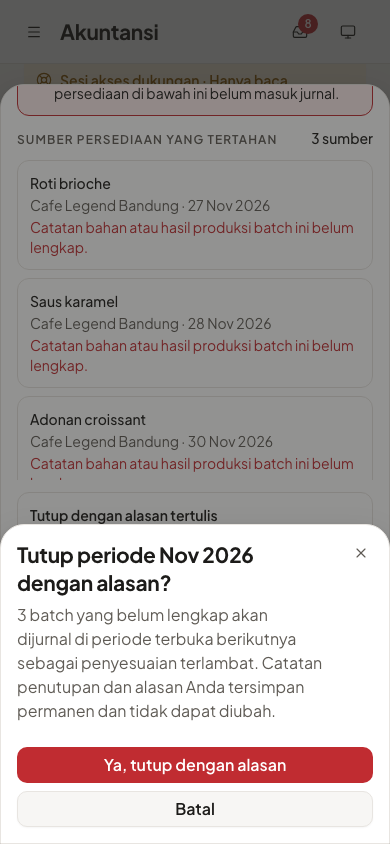 Akuntansi
8
Sesi akses dukungan · Hanya baca
persediaan di bawah ini belum masuk jurnal.
SUMBER PERSEDIAAN YANG TERTAHAN
3 sumber
Roti brioche
Cafe Legend Bandung · 27 Nov 2026
Catatan bahan atau hasil produksi batch ini belum
lengkap.
Saus karamel
Cafe Legend Bandung · 28 Nov 2026
Catatan bahan atau hasil produksi batch ini belum
lengkap.
Adonan croissant
Cafe Legend Bandung · 30 Nov 2026
Catatan bahan atau hasil produksi batch ini belum
Tutup dengan alasan tertulis
Tutup periode Nov 2026
dengan alasan?
3 batch yang belum lengkap akan
dijurnal di periode terbuka berikutnya
sebagai penyesuaian terlambat. Catatan
penutupan dan alasan Anda tersimpan
permanen dan tidak dapat diubah.
Ya, tutup dengan alasan
Batal